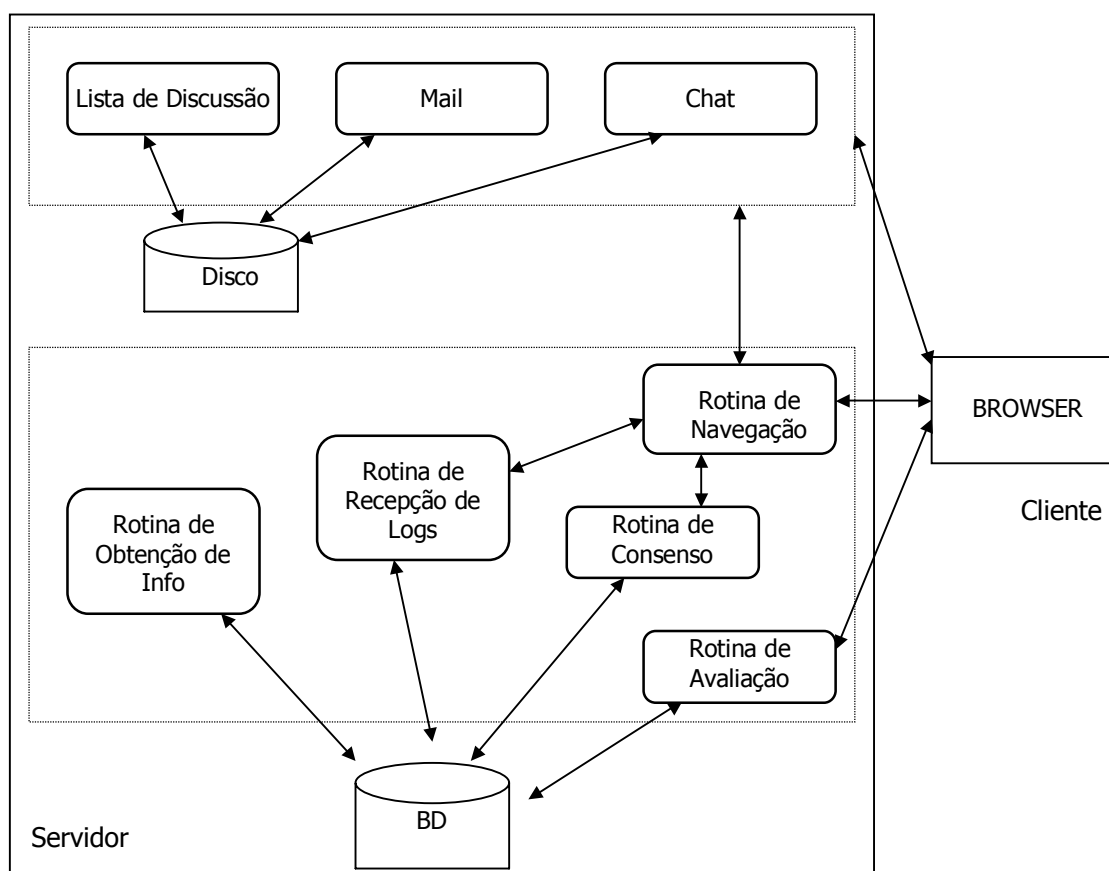 Lista de Discussão
Mail
Chat
Disco
Rotina de
Navegação
BROWSER
Rotina de
Recepção de
Logs
Cliente
Rotina de
Obtenção de
Info
Rotina de
Consenso
Rotina de
Avaliação
BD
Servidor